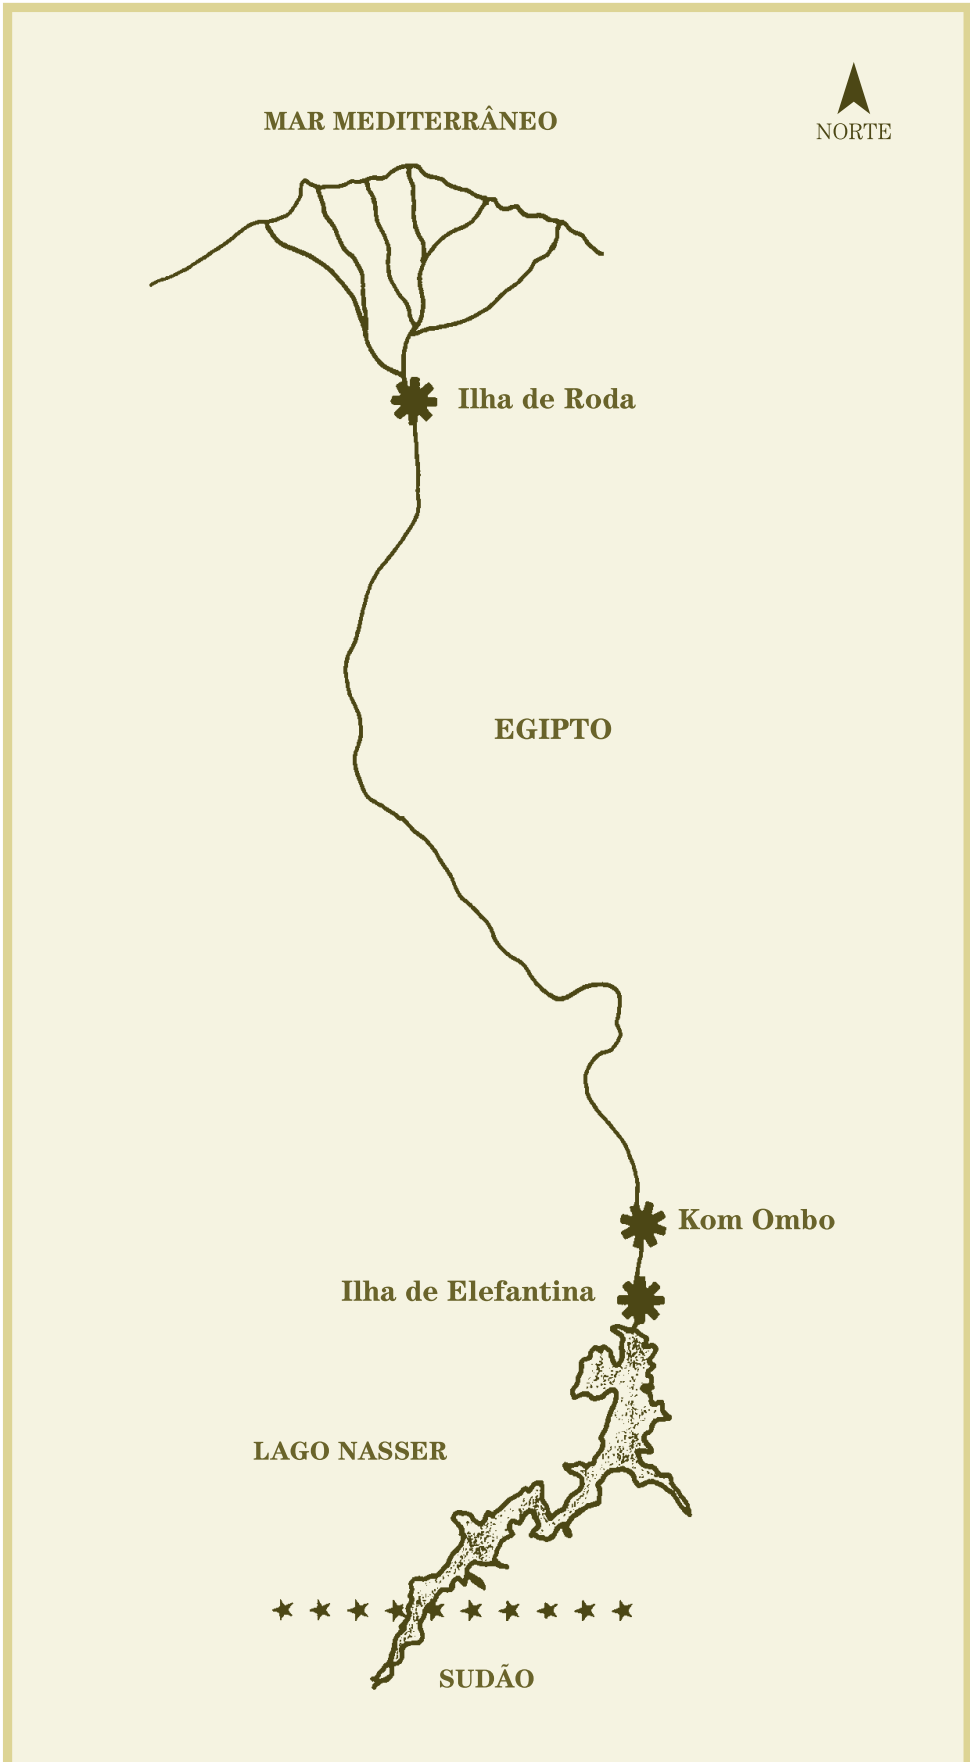 MAR MEDITERRÂNEO
NORTE
Ilha de Roda
EGIPTO
Kom Ombo
Ilha de Elefantina
LAGO NASSER
SUDÃO